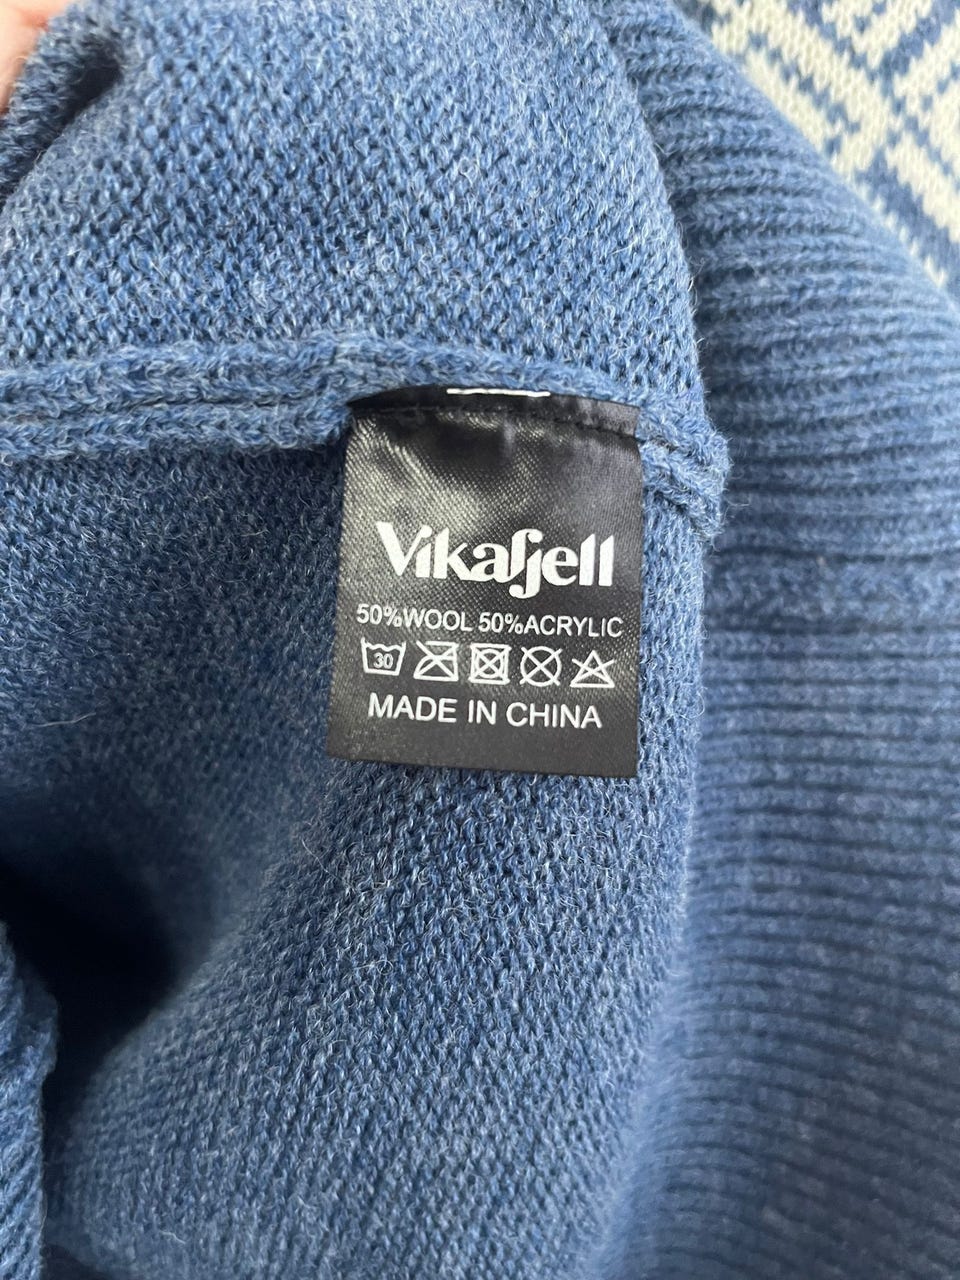 Vikafjell
50%WOOL 50%ACRYLIC
30
MADE IN CHINA